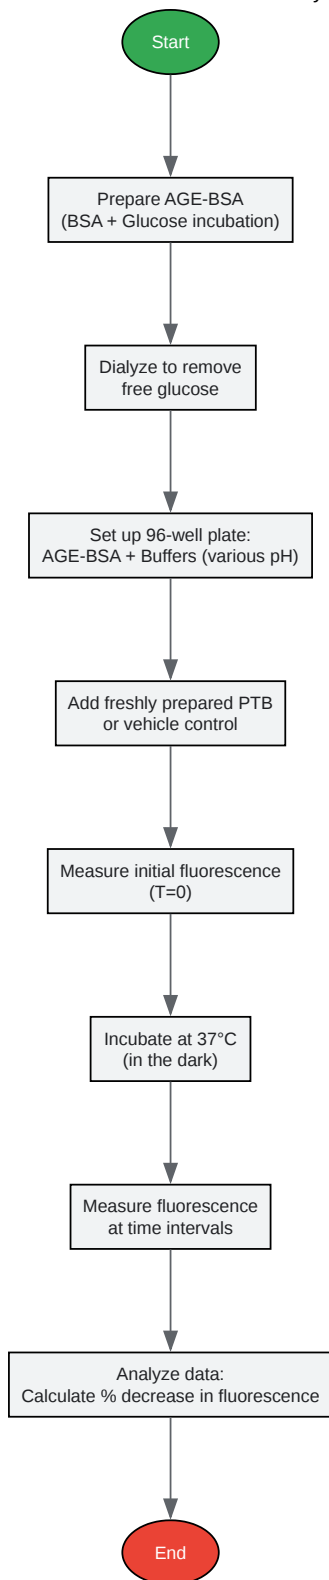 Start
Prepare AGE-BSA
(BSA + Glucose incubation)
Dialyze to remove
free glucose
Set up 96-well plate:
AGE-BSA + Buffers (various pH)
Add freshly prepared PTB
or vehicle control
Measure initial fluorescence
(T=0)
Incubate at 37°C
(in the dark)
Measure fluorescence
at time intervals
Analyze data:
Calculate % decrease in fluorescence
End